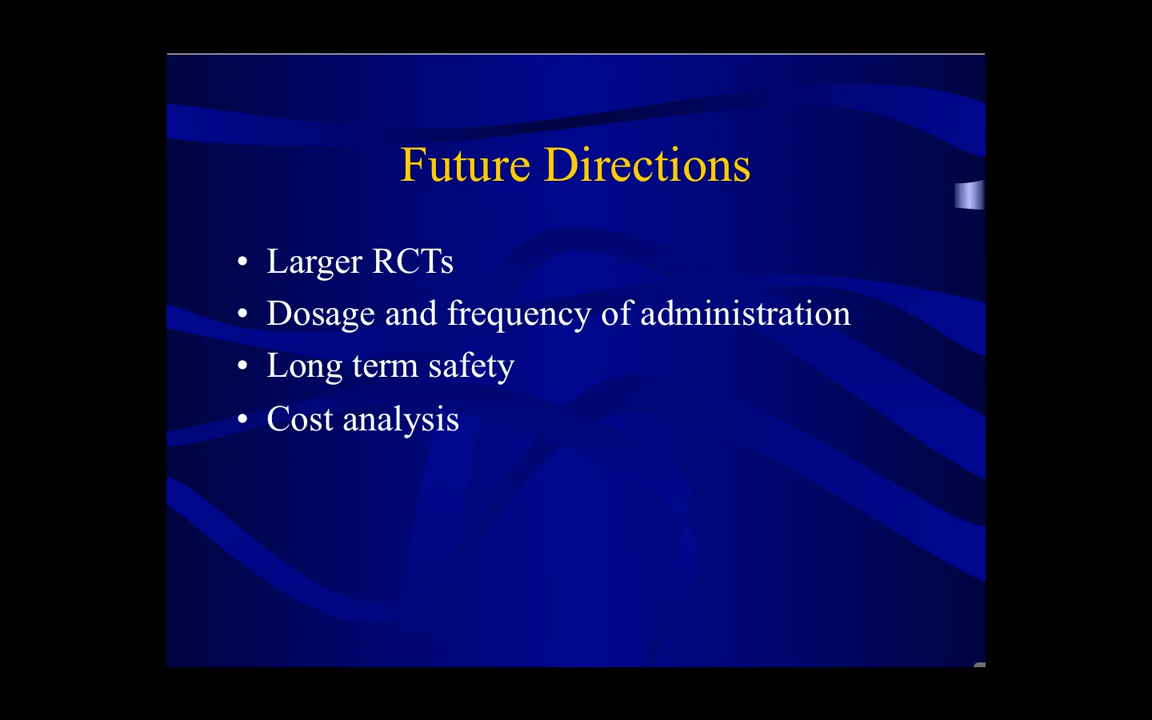 Future Directions
• Larger RCTs
• Dosage and frequency of administration
• Long term safety
• Cost analysis